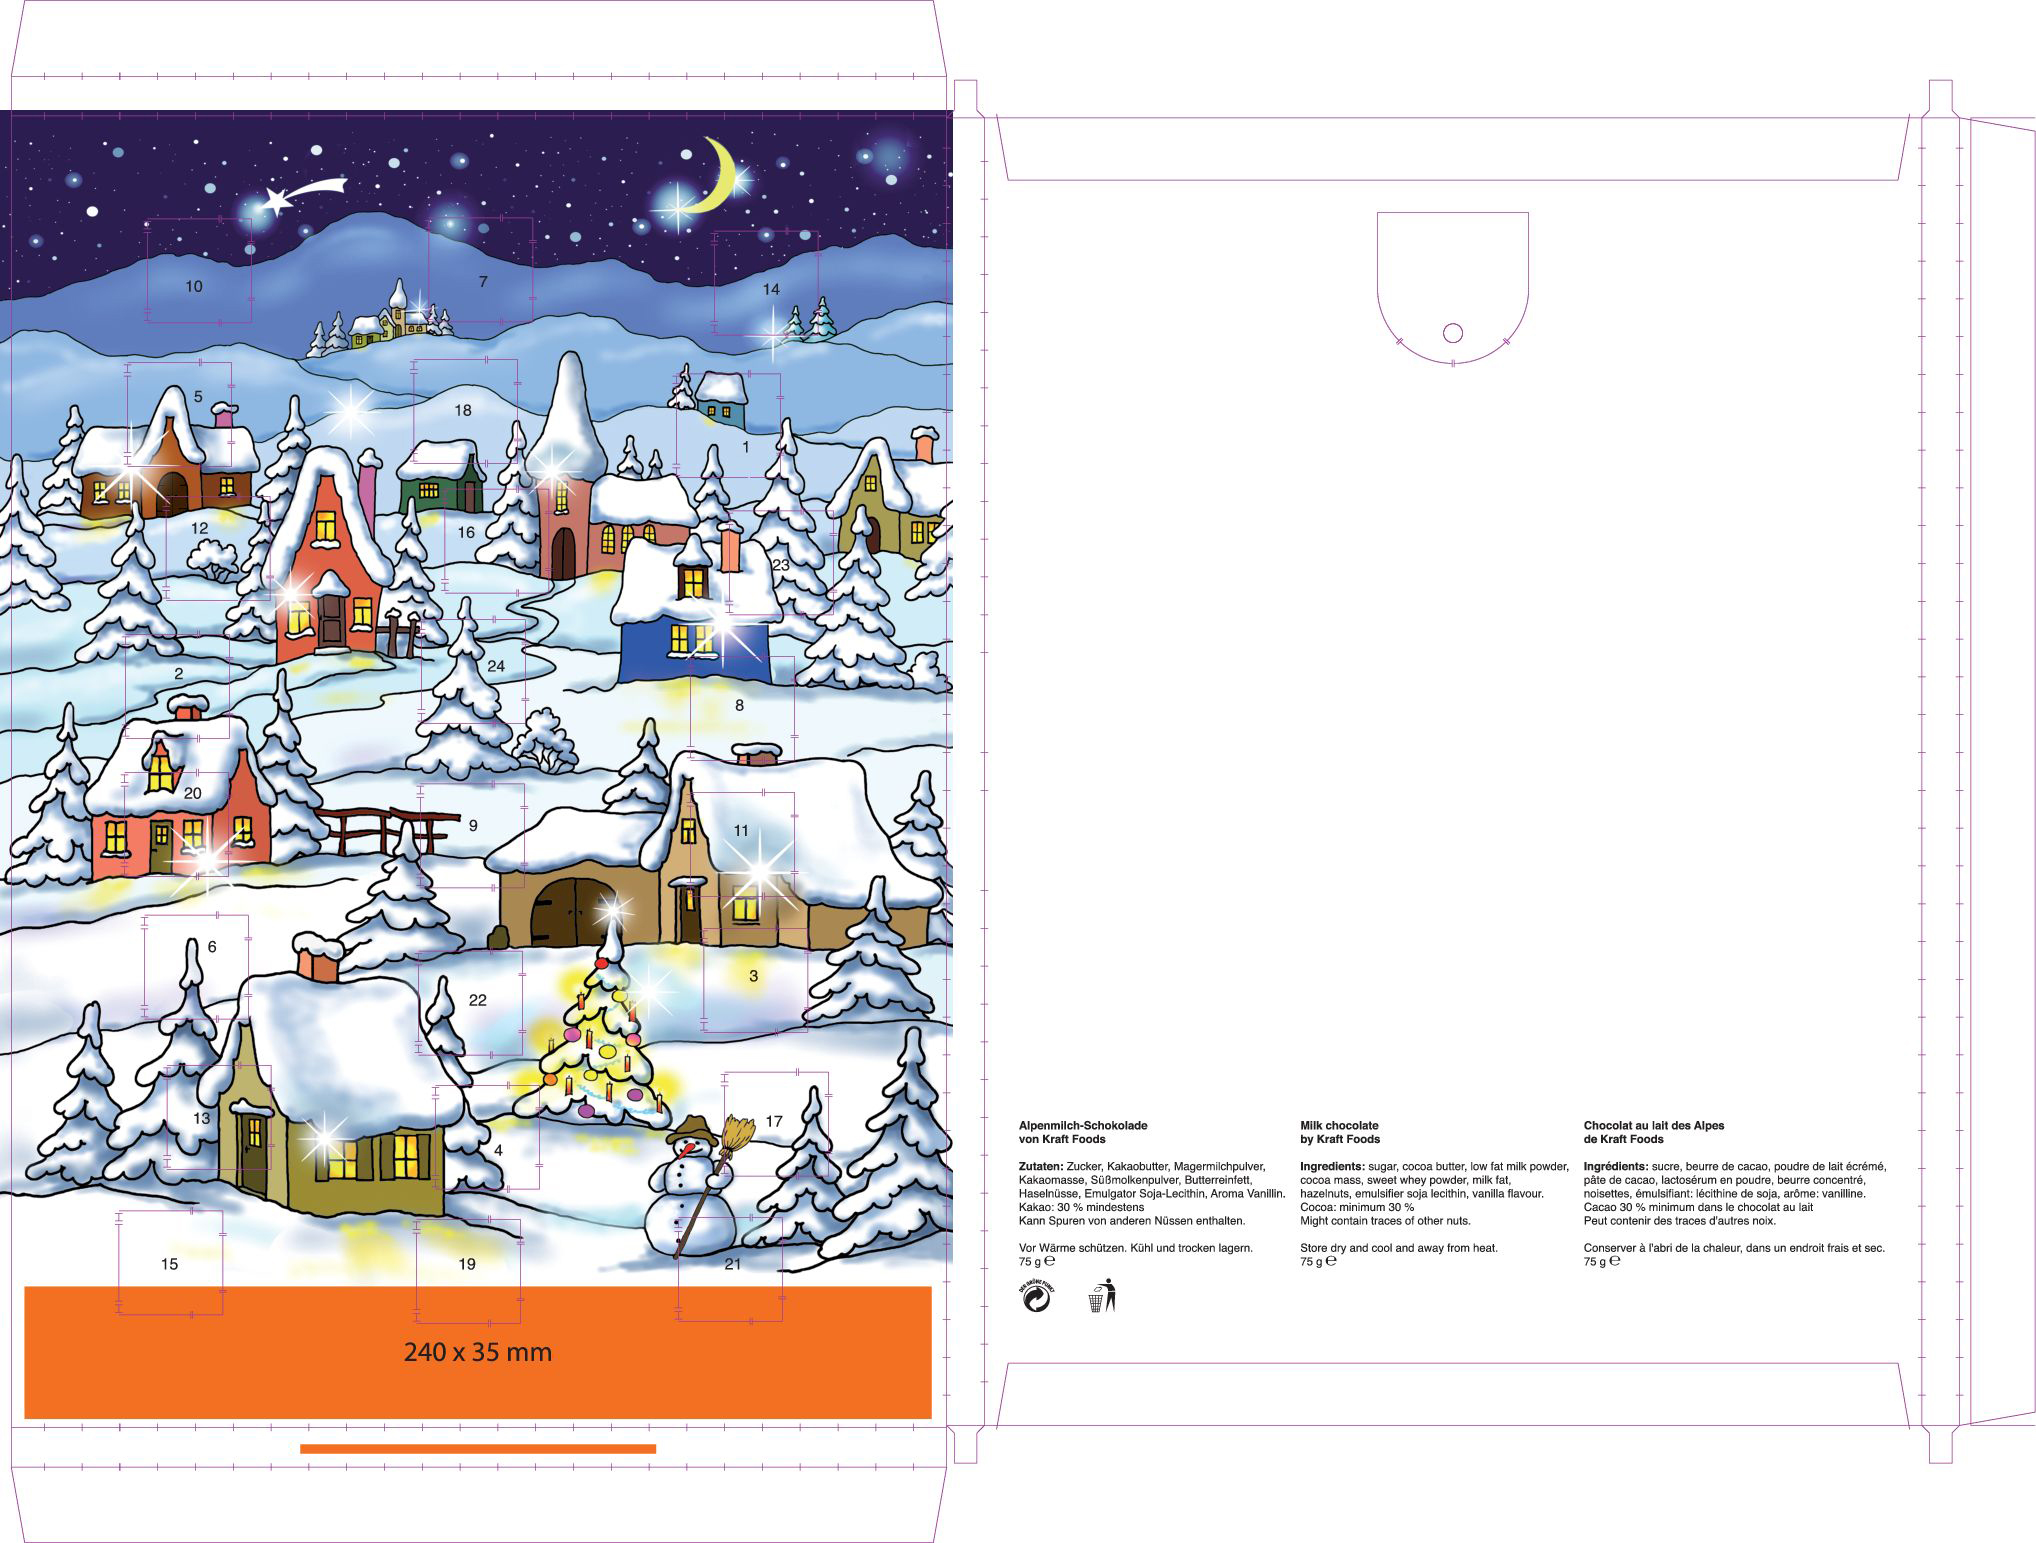 10
7
14
5
18
1
12
16
23
2
24
8
20
9
11
6
22
3
13
4
17
15
19
21
240 x 35 mm
Alpenmilch-Schokolade
von Kraft Foods
Zutaten: Zucker, Kakaobutter, Magermilchpulver,
Kakaomasse, Süßmolkenpulver, Butterreinfett,
Haselnüsse, Emulgator Soja-Lecithin, Aroma Vanillin.
Kakao: 30 % mindestens
Kann Spuren von anderen Nüssen enthalten.
Vor Wärme schützen. Kühl und trocken lagern.
75 g ℮
DER GRÜNE PUNKT
Milk chocolate
by Kraft Foods
Ingredients: sugar, cocoa butter, low fat milk powder,
cocoa mass, sweet whey powder, milk fat,
hazelnuts, emulsifier soja lecithin, vanilla flavour.
Cocoa: minimum 30 %
Might contain traces of other nuts.
Store dry and cool and away from heat.
75 g ℮
Chocolat au lait des Alpes
de Kraft Foods
Ingrédients: sucre, beurre de cacao, poudre de lait écrémé,
pâte de cacao, lactosérum en poudre, beurre concentré,
noisettes, émulsifiant: lécithine de soja, arôme: vanilline.
Cacao 30 % minimum dans le chocolat au lait
Peut contenir des traces d'autres noix.
Conserver à l'abri de la chaleur, dans un endroit frais et sec.
75 g ℮